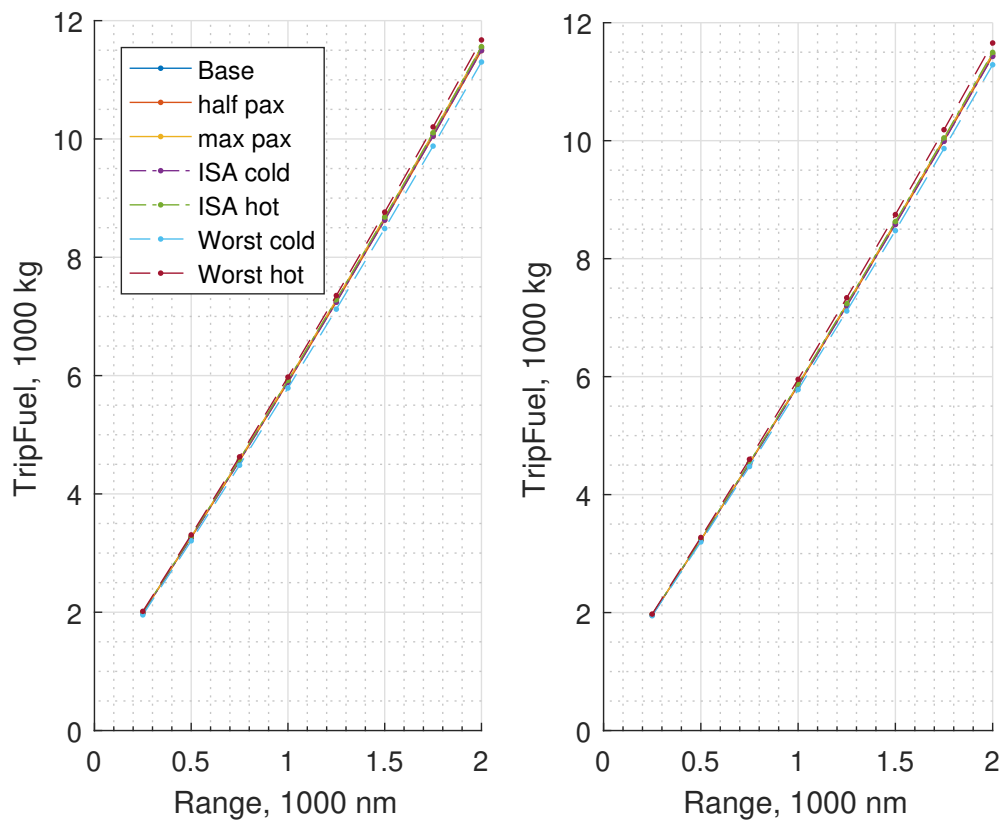 12
10
8
6
4
2
0
TripFuel, 1000 kg
Base
half pax
max pax
ISA cold
ISA hot
Worst cold
Worst hot
0 0.5 1 1.5 2
Range, 1000 nm
12
10
8
6
4
2
0
TripFuel, 1000 kg
0 0.5 1 1.5 2
Range, 1000 nm